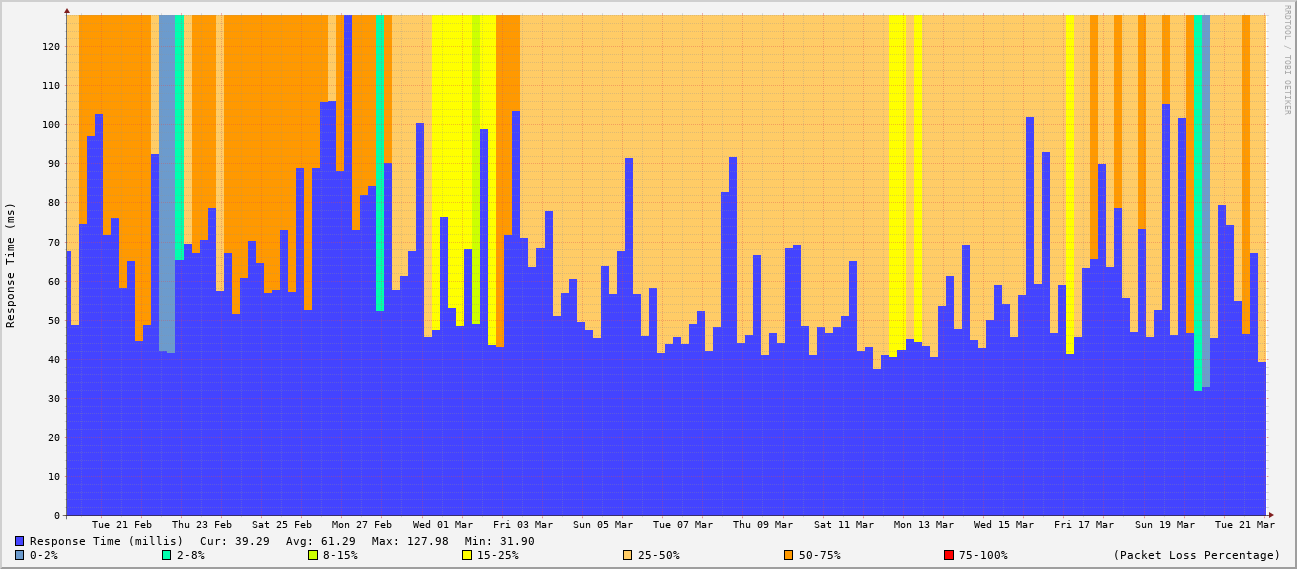 RRDTOOL / TOBI OETIKER
Response Time (ms)
120
110
100
90
80
70
60
50
40
30
20
10
0
Tue 21 Feb Thu 23 Feb Sat 25 Feb Mon 27 Feb Wed 01 Mar Fri 03 Mar Sun 05 Mar Tue 07 Mar Thu 09 Mar Sat 11 Mar Mon 13 Mar Wed 15 Mar Fri 17 Mar Sun 19 Mar Tue 21 Mar
Response Time (millis) Cur: 39.29 Avg: 61.29 Max: 127.98 Min: 31.90
0-2% 2-8% 8-15% 15-25% 25-50% 50-75% 75-100% (Packet Loss Percentage)